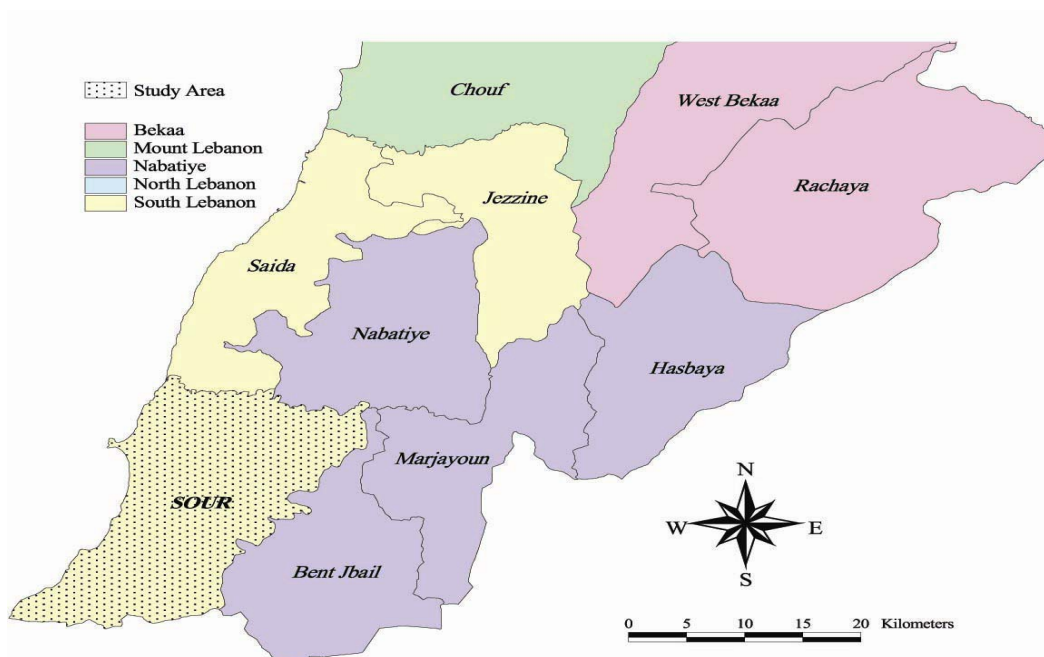 Study Area
Bekaa
Mount Lebanon
Nabatiye
North Lebanon
South Lebanon
Chouf
West Bekaa
Rachaya
Jezzine
Saida
Nabatiye
Hasbaya
Marjayoun
SOUR
Bent Jbail
N
W E
S
0 5 10 15 20 Kilometers